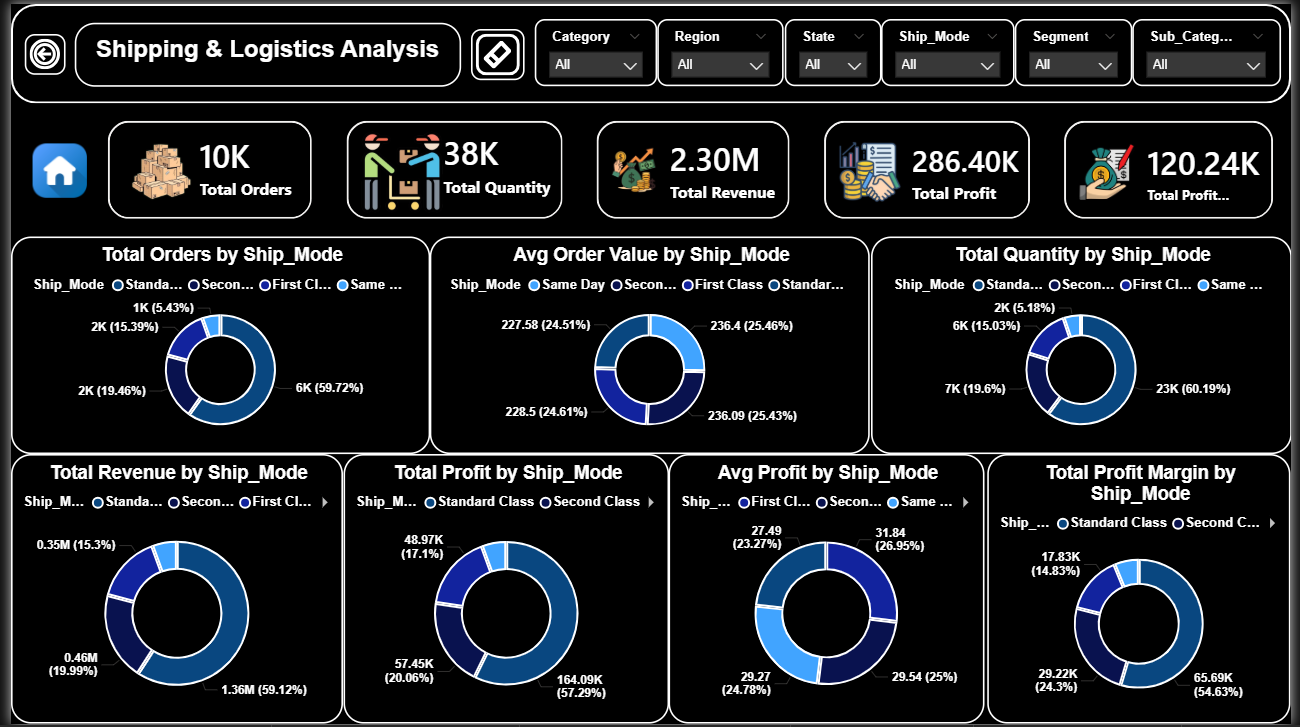 Shipping & Logistics Analysis
Category
All
Region
All
State
All
Ship_Mode
All
Segment
All
Sub_Categ...
All
10K
Total Orders
38K
Total Quantity
2.30M
Total Revenue
286.40K
Total Profit
120.24K
Total Profit...
Total Orders by Ship_Mode
Ship_Mode Standa... Secon... First Cl... Same ...
1K (5.43%)
2K (15.39%)
2K (19.46%)
6K (59.72%)
Avg Order Value by Ship_Mode
Ship_Mode Same Day Secon... First Class Standar...
227.58 (24.51%)
236.4 (25.46%)
228.5 (24.61%)
236.09 (25.43%)
Total Quantity by Ship_Mode
Ship_Mode Standa... Secon... First Cl... Same ...
2K (5.18%)
6K (15.03%)
7K (19.6%)
23K (60.19%)
Total Revenue by Ship_Mode
Ship_M... Standa... Secon... First Cl...
0.35M (15.3%)
0.46M
(19.99%)
1.36M (59.12%)
Total Profit by Ship_Mode
Ship_M... Standard Class Second Class
48.97K
(17.1%)
57.45K
(20.06%)
164.09K
(57.29%)
Avg Profit by Ship_Mode
Ship_... First Cl... Secon... Same ...
27.49
(23.27%)
31.84
(26.95%)
29.27
(24.78%)
29.54 (25%)
Total Profit Margin by
Ship_Mode
Ship_... Standard Class Second C...
17.83K
(14.83%)
29.22K
(24.3%)
65.69K
(54.63%)